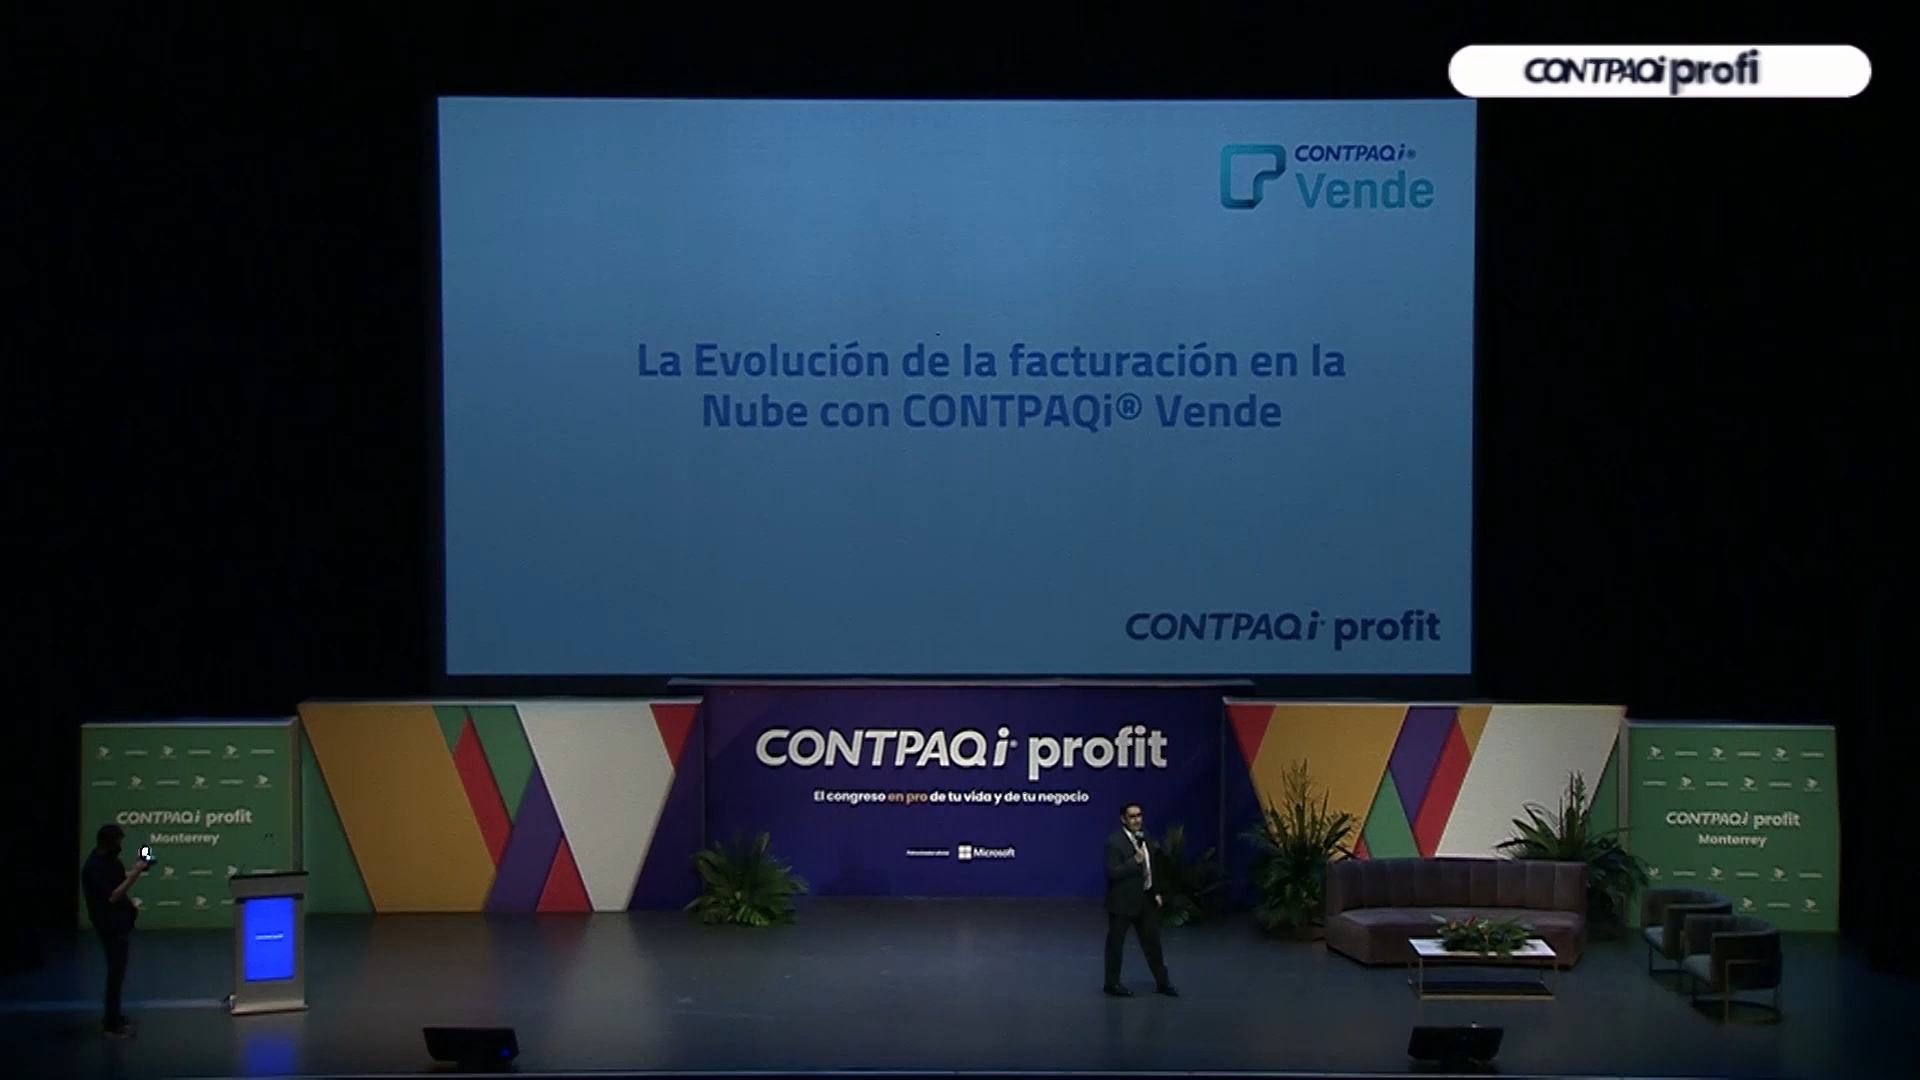 CONTPAQi profi
CONTPAQi®
Vende
La Evolución de la facturación en la
Nube con CONTPAQi® Vende
CONTPAQi profit
CONTPAQi profit
El congreso en pro de tu vida y de tu negocio
Microsoft
CONTPAQi profit
Monterrey
CONTPAQi profit
Monterrey